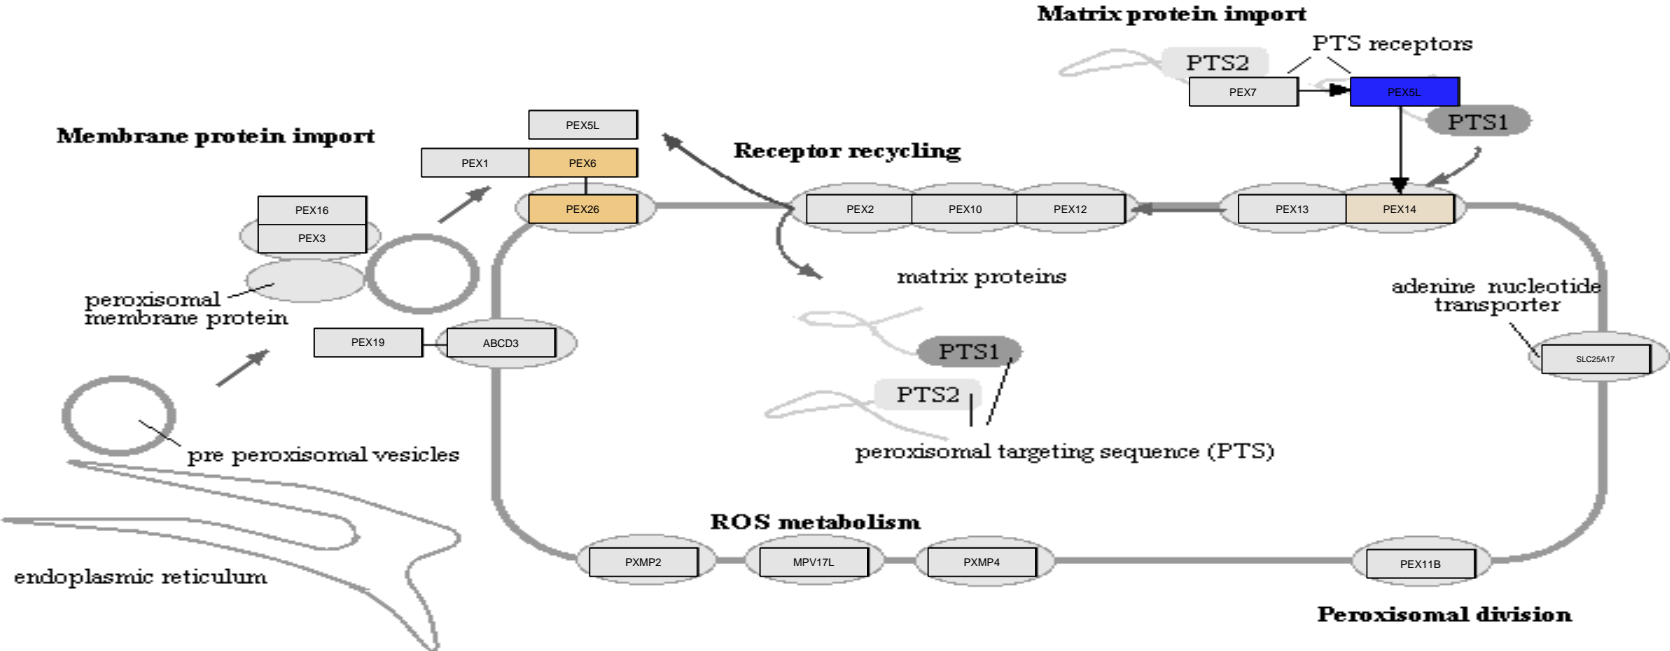 Matrix protein import
PTS receptors
PTS2
PEX7
PEX5L
PTS1
Membrane protein import
PEX5L
Receptor recycling
PEX1
PEX6
PEX16
PEX3
PEX26
PEX2
PEX10
PEX12
PEX13
PEX14
matrix proteins
adenine nucleotide
transporter
peroxisomal
membrane protein
PEX19
ABCD3
PTS1
SLC25A17
PTS2
pre peroxisomal vesicles
peroxisomal targeting sequence (PTS)
ROS metabolism
endoplasmic reticulum
PXMP2
MPV17L
PXMP4
PEX11B
Peroxisomal division